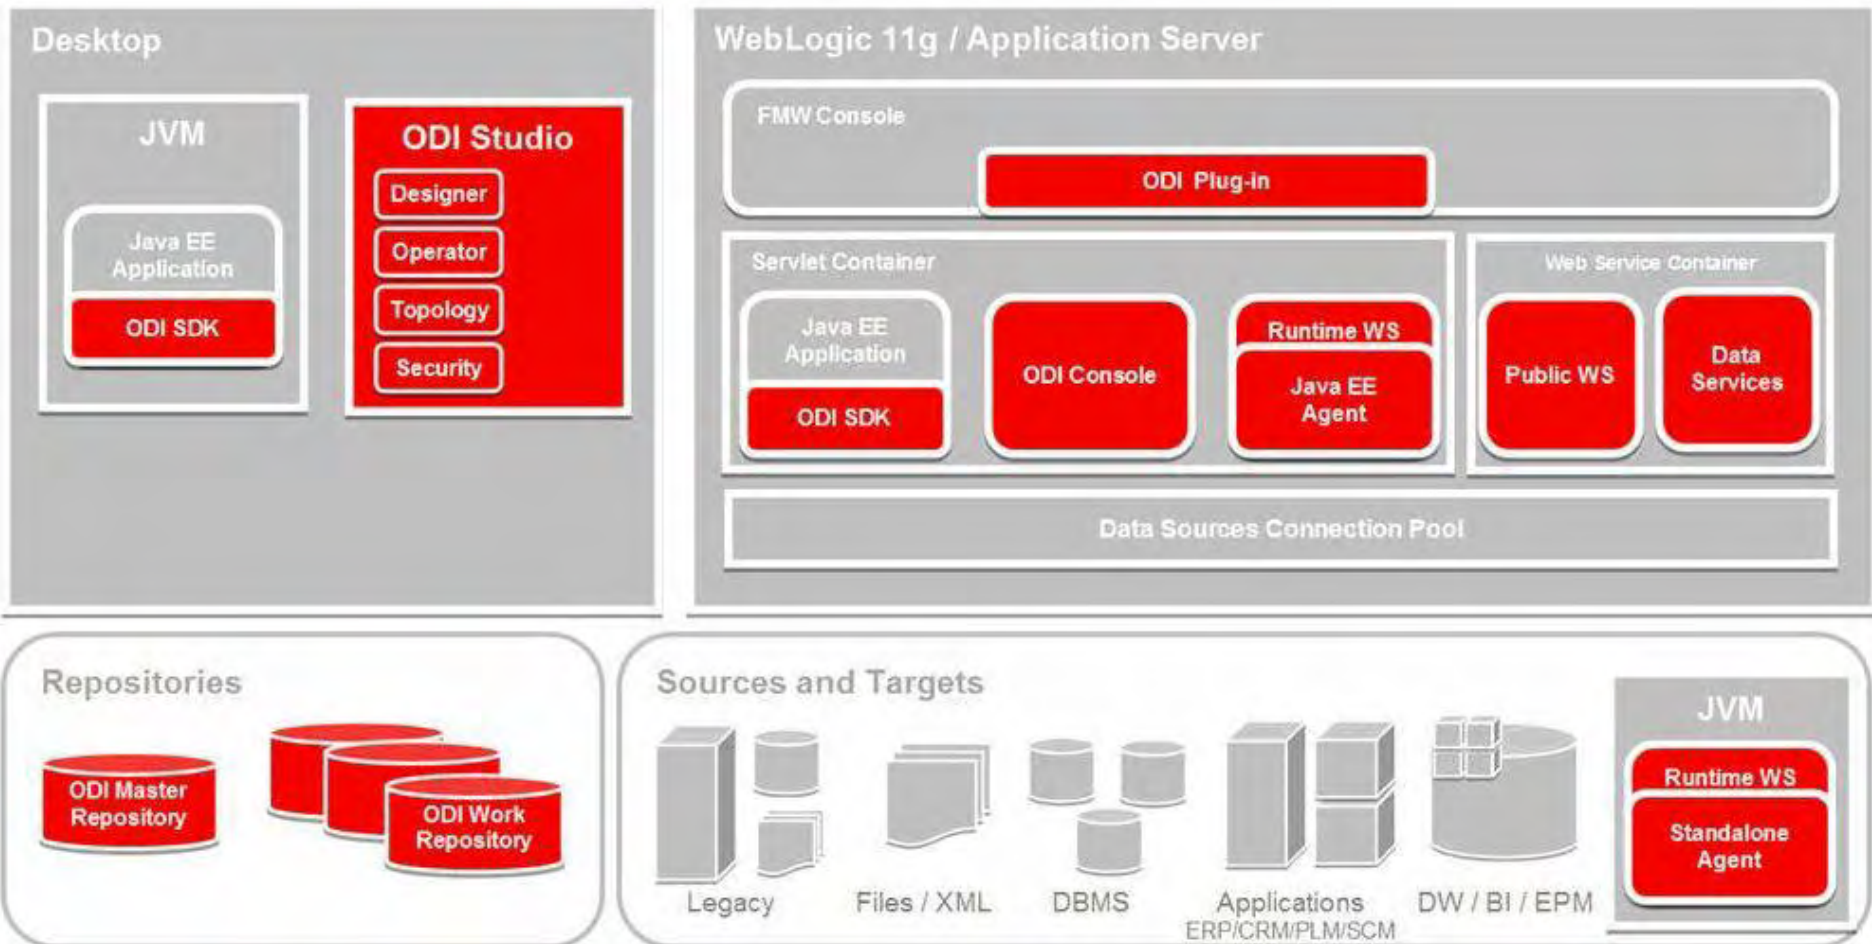 Desktop
JVM
Java EE
Application
ODI SDK
ODI Studio
Designer
Operator
Topology
Security
WebLogic 11g / Application Server
FMW Console
ODI Plug-in
Servlet Container
Java EE
Application
ODI SDK
ODI Console
Runtime WS
Java EE
Agent
Web Service Container
Public WS
Data
Services
Data Sources Connection Pool
Repositories
ODI Master
Repository
ODI Work
Repository
Sources and Targets
Legacy
Files / XML
DBMS
Applications
ERP/CRM/PLM/SCM
DW / BI / EPM
JVM
Runtime WS
Standalone
Agent